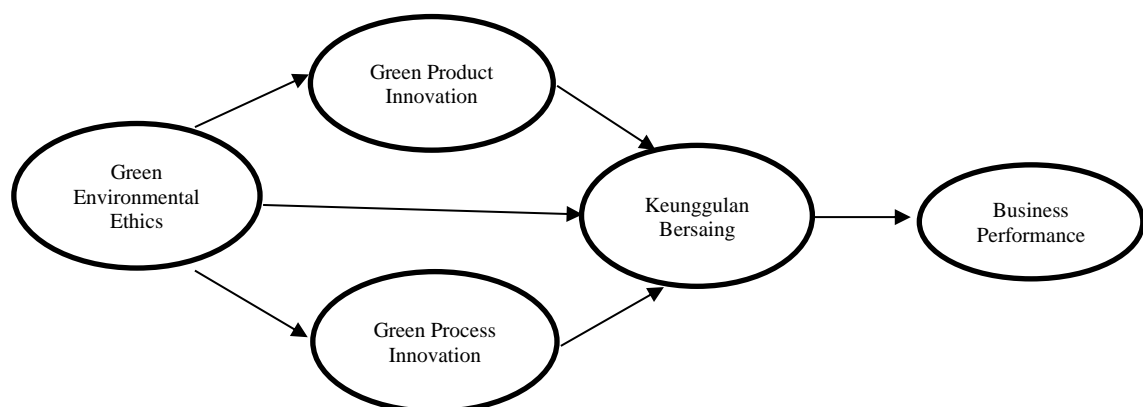 Green Product
Innovation
Green
Environmental
Ethics
Keunggulan
Bersaing
Business
Performance
Green Process
Innovation